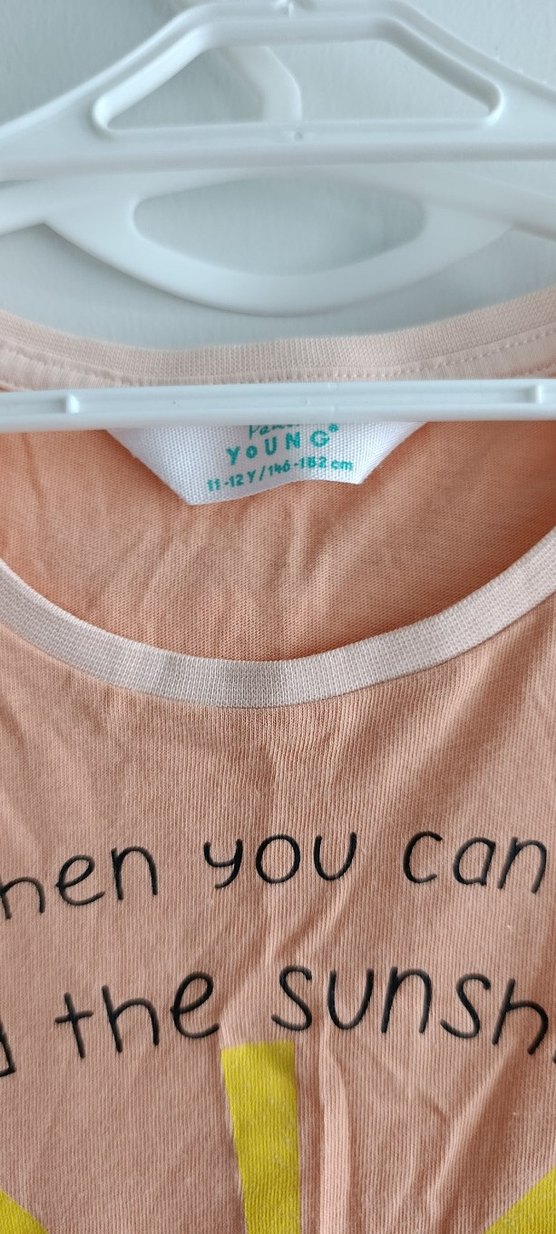 YOUNG®
11-12 Y/146-152 cm
hen you can
the sunsh